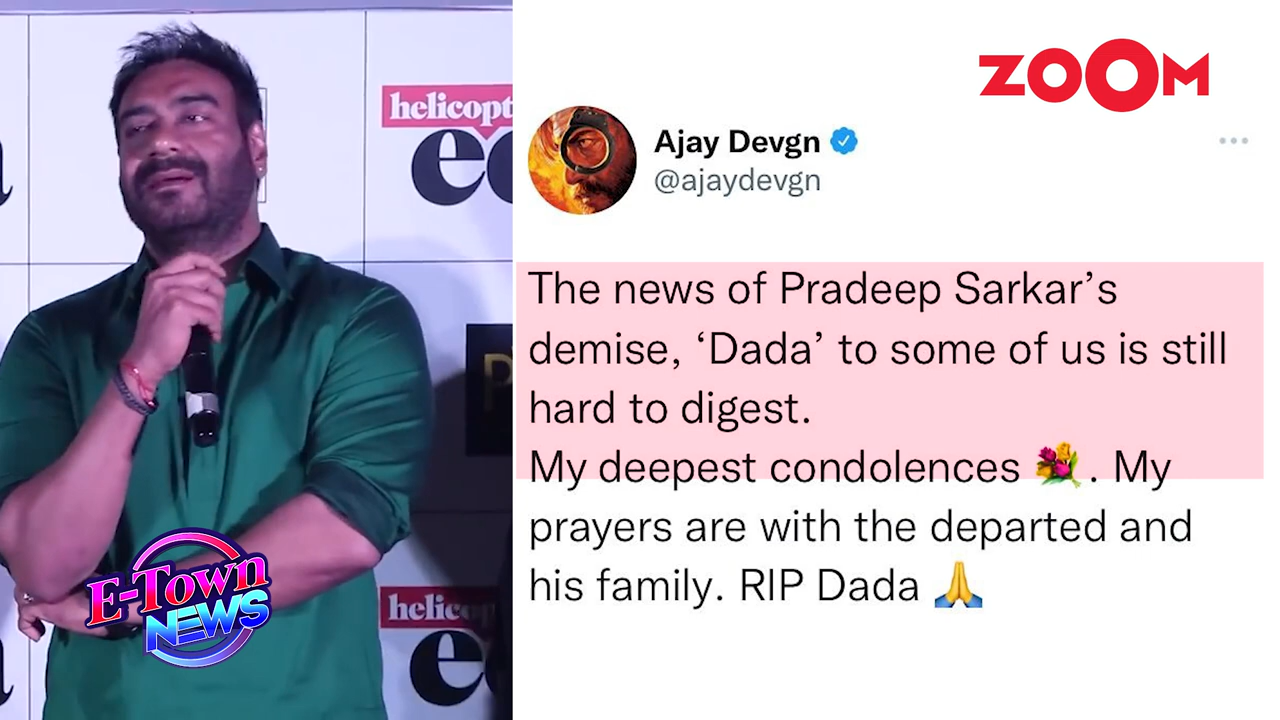 ZOOM
helicopt
Ajay Devgn
@ajaydevgn
The news of Pradeep Sarkar’s
demise, ‘Dada’ to some of us is still
hard to digest.
My deepest condolences 💐. My
prayers are with the departed and
his family. RIP Dada 🙏
E-Town
NEWS